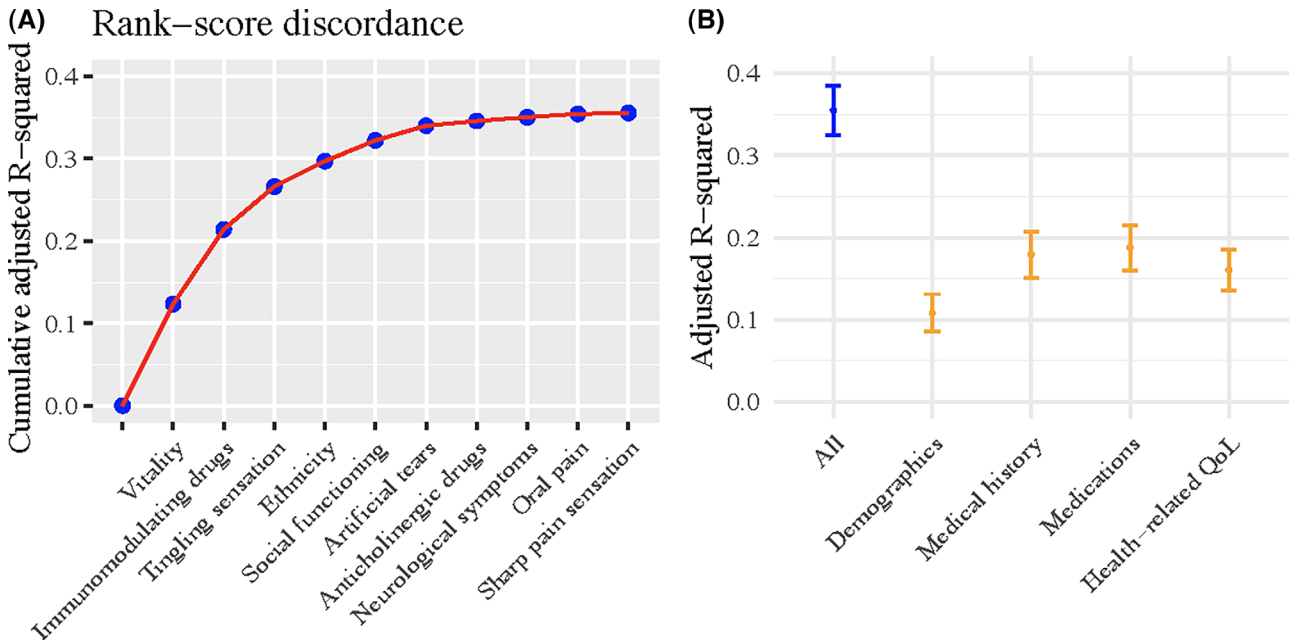 (A) Rank-score discordance
Cumulative adjusted R-squared
0.4
0.3
0.2
0.1
0.0
Vitality
Immunomodulating drugs
Tingling sensation
Ethnicity
Social functioning
Artificial tears
Anticholinergic drugs
Neurological symptoms
Oral pain
Sharp pain sensation
(B)
Adjusted R-squared
0.4
0.3
0.2
0.1
0.0
All
Demographics
Medical history
Medications
Health-related QoL